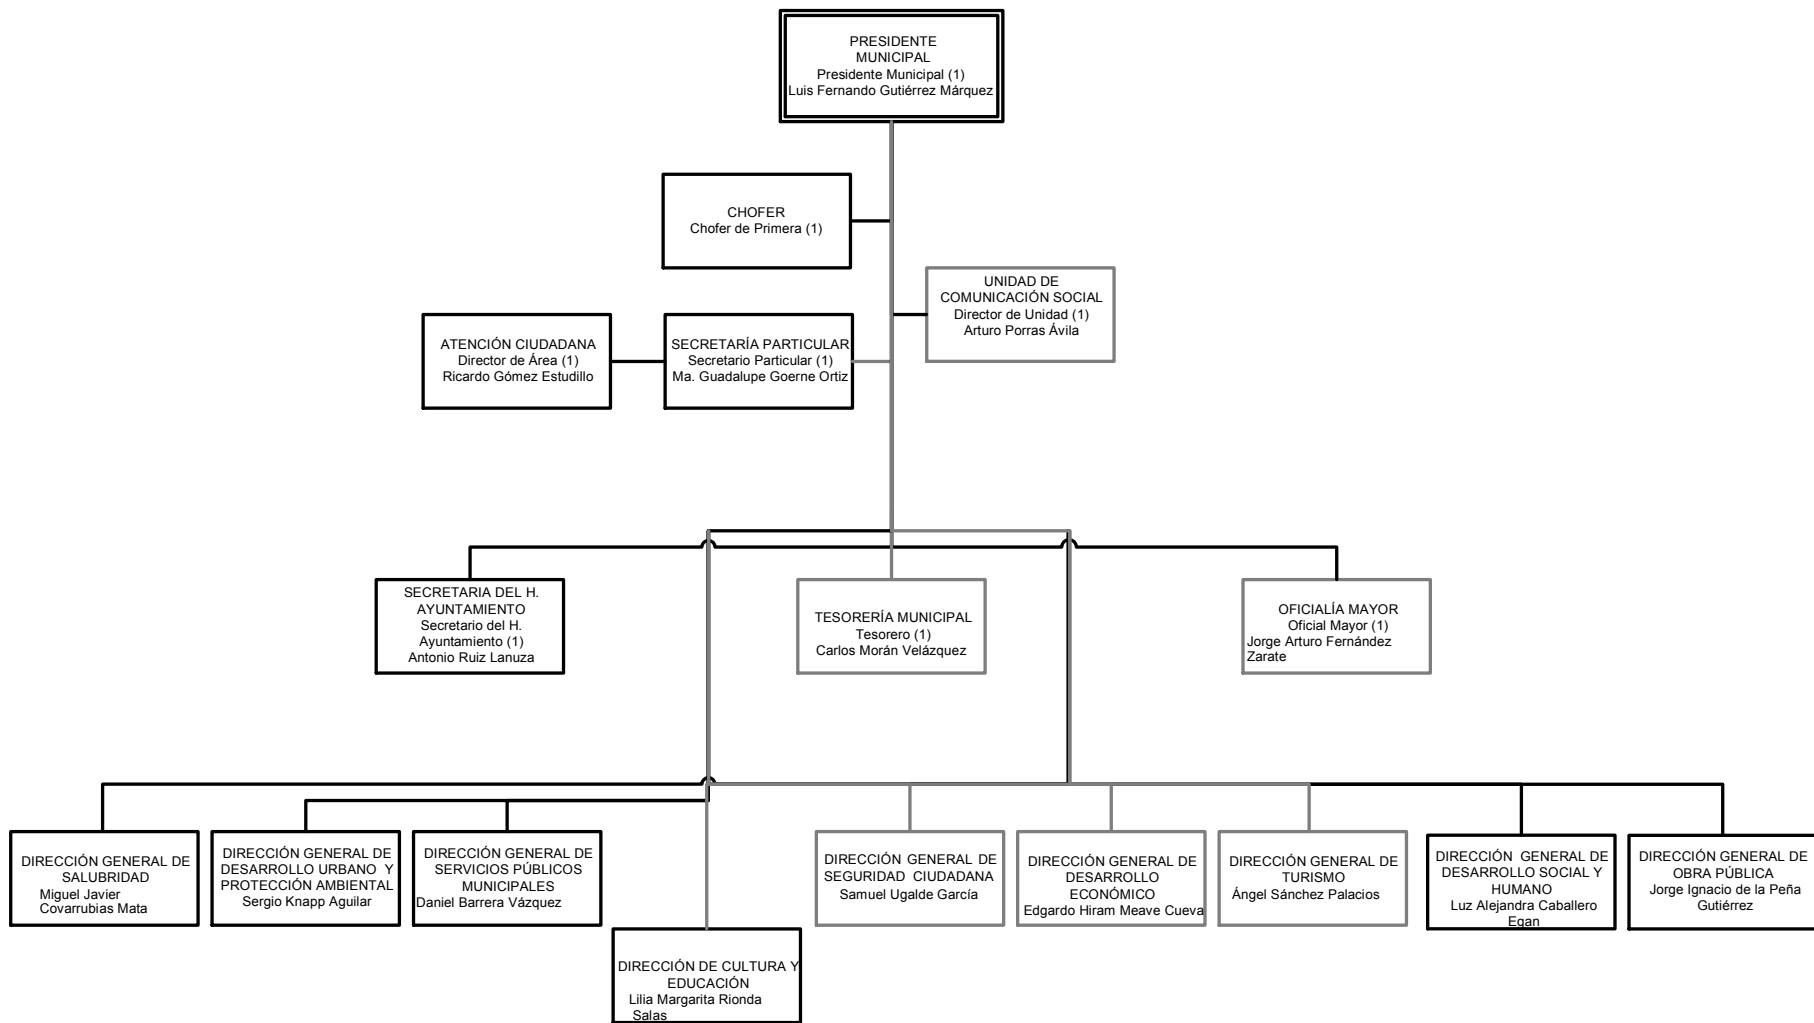 PRESIDENTE
MUNICIPAL
Presidente Municipal (1)
Luis Fernando Gutiérrez Márquez
CHOFER
Chofer de Primera (1)
UNIDAD DE
COMUNICACIÓN SOCIAL
Director de Unidad (1)
Arturo Porras Ávila
ATENCIÓN CIUDADANA
Director de Área (1)
Ricardo Gómez Estudillo
SECRETARÍA PARTICULAR
Secretario Particular (1)
Ma. Guadalupe Goerne Ortiz
SECRETARIA DEL H.
AYUNTAMIENTO
Secretario del H.
Ayuntamiento (1)
Antonio Ruiz Lanuza
TESORERÍA MUNICIPAL
Tesorero (1)
Carlos Morán Velázquez
OFICIALÍA MAYOR
Oficial Mayor (1)
Jorge Arturo Fernández
Zarate
DIRECCIÓN GENERAL DE
SALUBRIDAD
Miguel Javier
Covarrubias Mata
DIRECCIÓN GENERAL DE
DESARROLLO URBANO Y
PROTECCIÓN AMBIENTAL
Sergio Knapp Aguilar
DIRECCIÓN GENERAL DE
SERVICIOS PÚBLICOS
MUNICIPALES
Daniel Barrera Vázquez
DIRECCIÓN DE CULTURA Y
EDUCACIÓN
Lilia Margarita Rionda
Salas
DIRECCIÓN GENERAL DE
SEGURIDAD CIUDADANA
Samuel Ugalde García
DIRECCIÓN GENERAL DE
DESARROLLO
ECONÓMICO
Edgardo Hiram Meave Cueva
DIRECCIÓN GENERAL DE
TURISMO
Ángel Sánchez Palacios
DIRECCIÓN GENERAL DE
DESARROLLO SOCIAL Y
HUMANO
Luz Alejandra Caballero
Egan
DIRECCIÓN GENERAL DE
OBRA PÚBLICA
Jorge Ignacio de la Peña
Gutiérrez